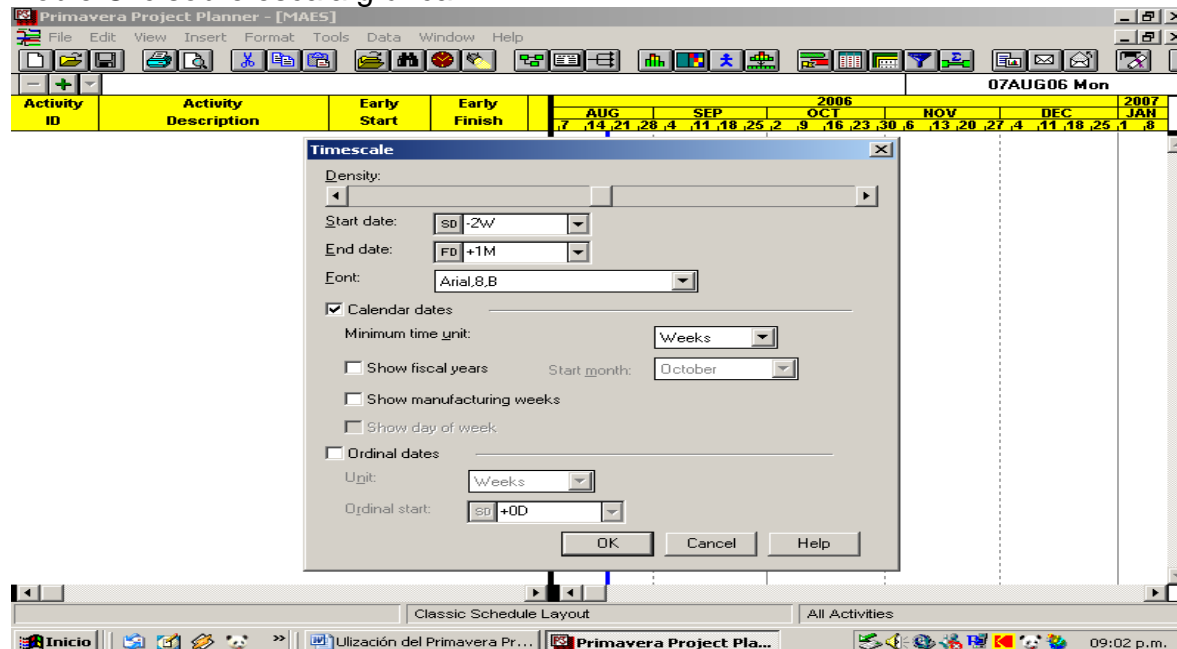 Primavera Project Planner - [MAES]
File Edit View Insert Format Tools Data Window Help
07AUG06 Mon
Activity ID Activity Description Early Start Early Finish
2006 2007
AUG SEP OCT NOV DEC JAN
7 14 21 28 4 11 18 25 2 9 16 23 30 6 13 20 27 4 11 18 25 1 8
Timescale
Density:
Start date: SD -2W
End date: FD +1M
Font: Arial,8,B
Calendar dates
Minimum time unit: Weeks
Show fiscal years Start month: October
Show manufacturing weeks
Show day of week
Ordinal dates
Unit: Weeks
Ordinal start: SD +0D
OK Cancel Help
Classic Schedule Layout All Activities
Inicio Ulización del Primavera Pr... Primavera Project Pla... 09:02 p.m.